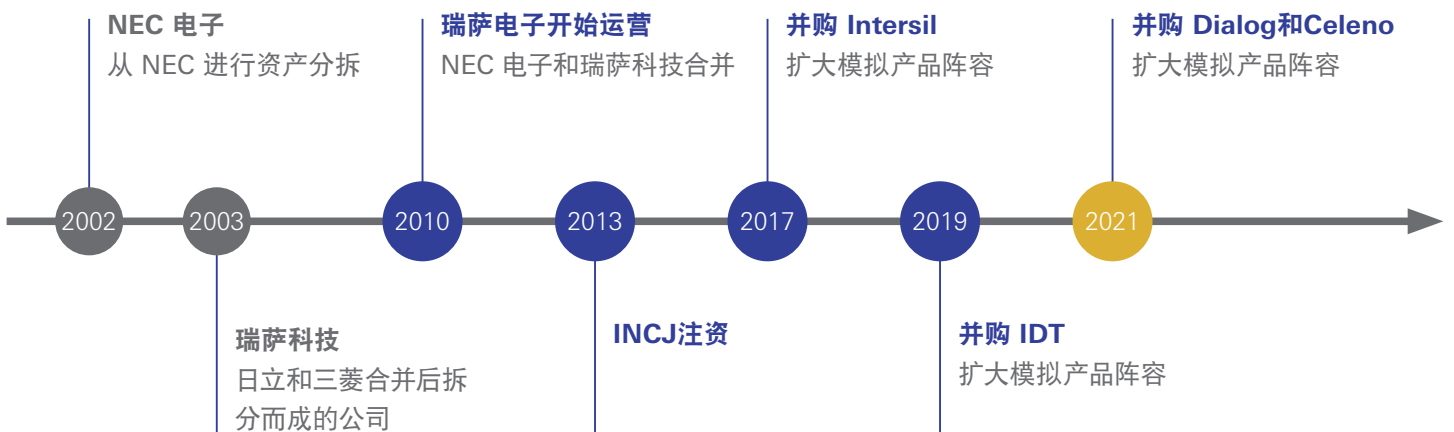 NEC 电子
从 NEC 进行资产分拆
瑞萨电子开始运营
NEC 电子和瑞萨科技合并
并购 Intersil
扩大模拟产品阵容
并购 Dialog和Celeno
扩大模拟产品阵容
2002
2003
2010
2013
2017
2019
2021
瑞萨科技
日立和三菱合并后拆
分而成的公司
INCJ注资
并购 IDT
扩大模拟产品阵容